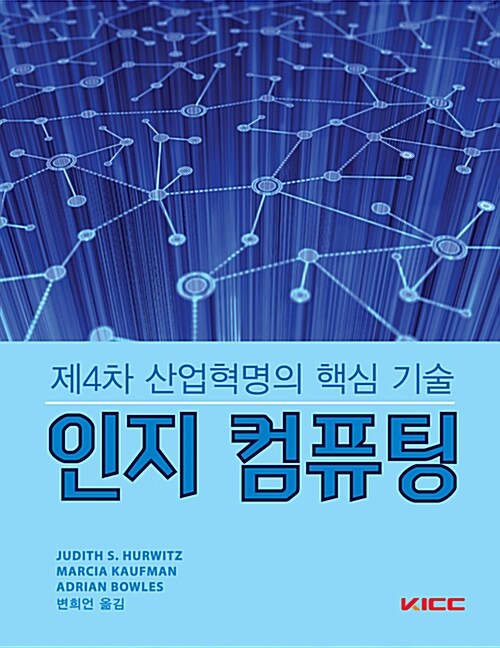 제4차 산업혁명의 핵심 기술
인지 컴퓨팅
JUDITH S. HURWITZ
MARCIA KAUFMAN
ADRIAN BOWLES
변희언 옮김
KICC